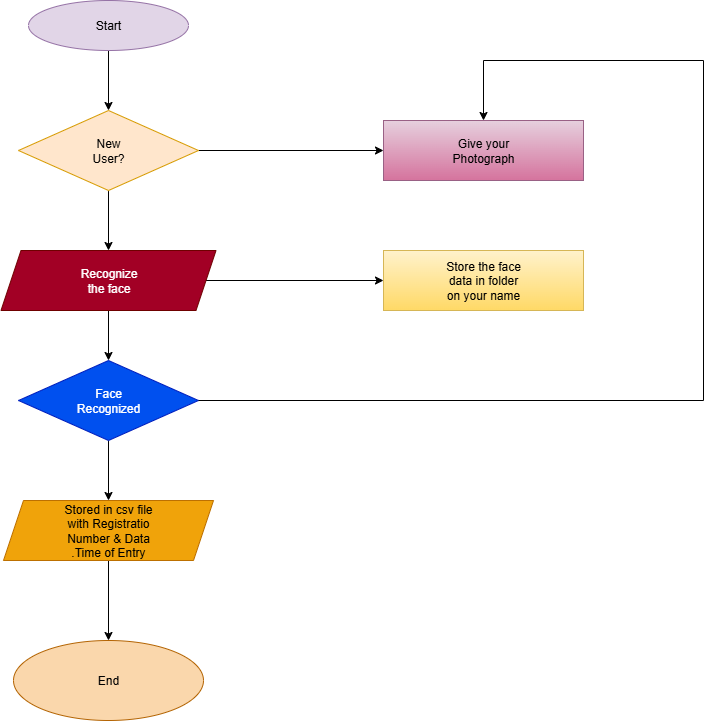 Start
New
User?
Give your
Photograph
Recognize
the face
Store the face
data in folder
on your name
Face
Recognized
Stored in csv file
with Registratio
Number & Data
.Time of Entry
End